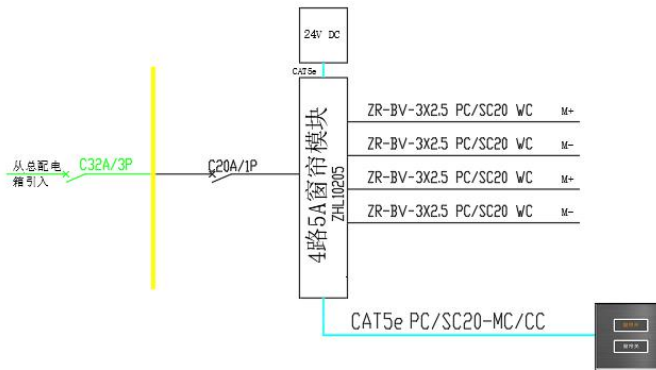 24V DC
CAT5e
从总配电
箱引入
C32A/3P
C20A/1P
4路5A窗帘模块
ZHL10205
ZR-BV-3X2.5 PC/SC20 WC M+
ZR-BV-3X2.5 PC/SC20 WC M-
ZR-BV-3X2.5 PC/SC20 WC M+
ZR-BV-3X2.5 PC/SC20 WC M-
CAT5e PC/SC20-MC/CC